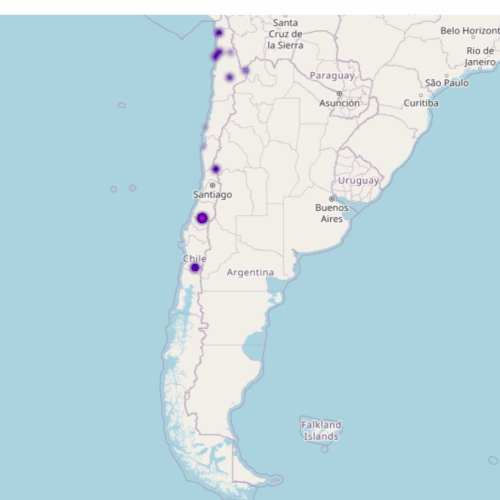 Santa
Cruz de
la Sierra
Belo Horizont
Rio de
Janeiro
Paraguay
São Paulo
Asunción
Curitiba
Uruguay
Santiago
Buenos
Aires
Chile
Argentina
Falkland
Islands